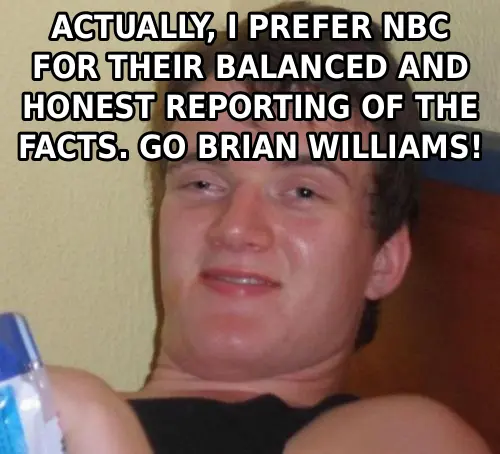 ACTUALLY, I PREFER NBC
FOR THEIR BALANCED AND
HONEST REPORTING OF THE
FACTS. GO BRIAN WILLIAMS!